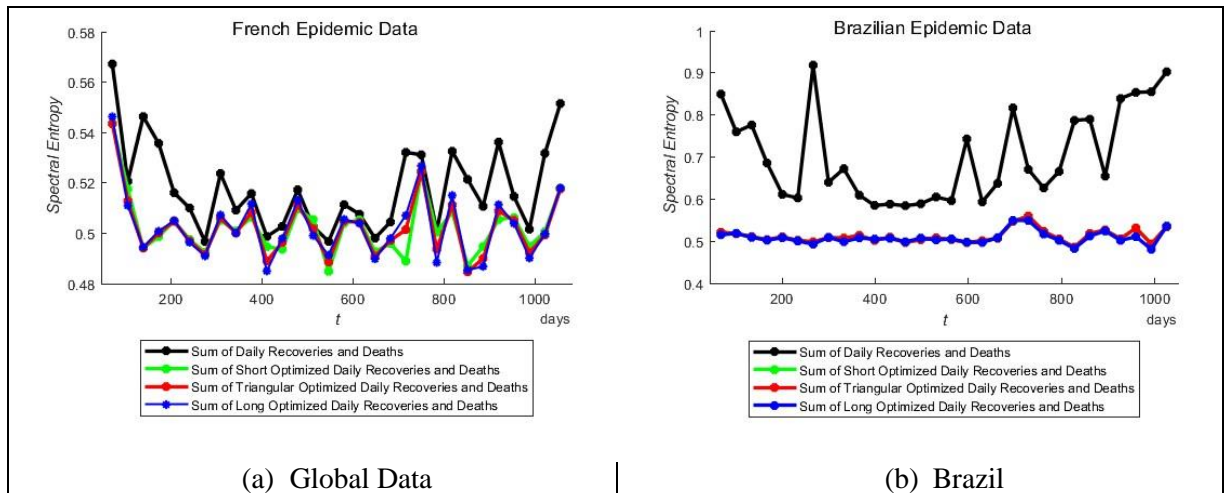 French Epidemic Data
0.58
0.56
0.54
0.52
0.5
0.48
Spectral Entropy
200
400
600
800
1000
t
days
Sum of Daily Recoveries and Deaths
Sum of Short Optimized Daily Recoveries and Deaths
Sum of Triangular Optimized Daily Recoveries and Deaths
Sum of Long Optimized Daily Recoveries and Deaths
(a) Global Data
Brazilian Epidemic Data
1
0.9
0.8
0.7
0.6
0.5
0.4
Spectral Entropy
200
400
600
800
1000
t
days
Sum of Daily Recoveries and Deaths
Sum of Short Optimized Daily Recoveries and Deaths
Sum of Triangular Optimized Daily Recoveries and Deaths
Sum of Long Optimized Daily Recoveries and Deaths
(b) Brazil